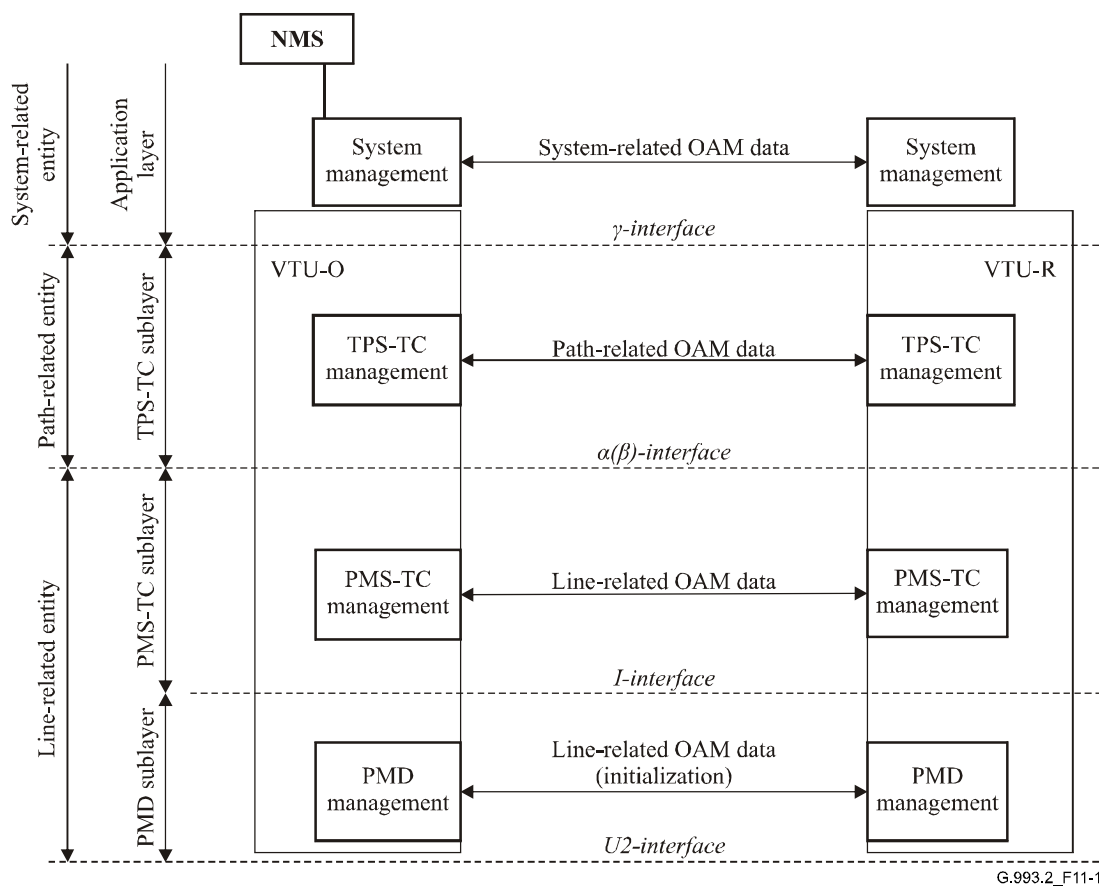 NMS
System-related
entity
Application
layer
System
management
System-related OAM data
System
management
γ-interface
Path-related entity
TPS-TC sublayer
VTU-O
VTU-R
TPS-TC
management
Path-related OAM data
TPS-TC
management
α(β)-interface
Line-related entity
PMS-TC sublayer
PMS-TC
management
Line-related OAM data
PMS-TC
management
I-interface
PMD sublayer
PMD
management
Line-related OAM data
(initialization)
PMD
management
U2-interface
G.993.2_F11-1